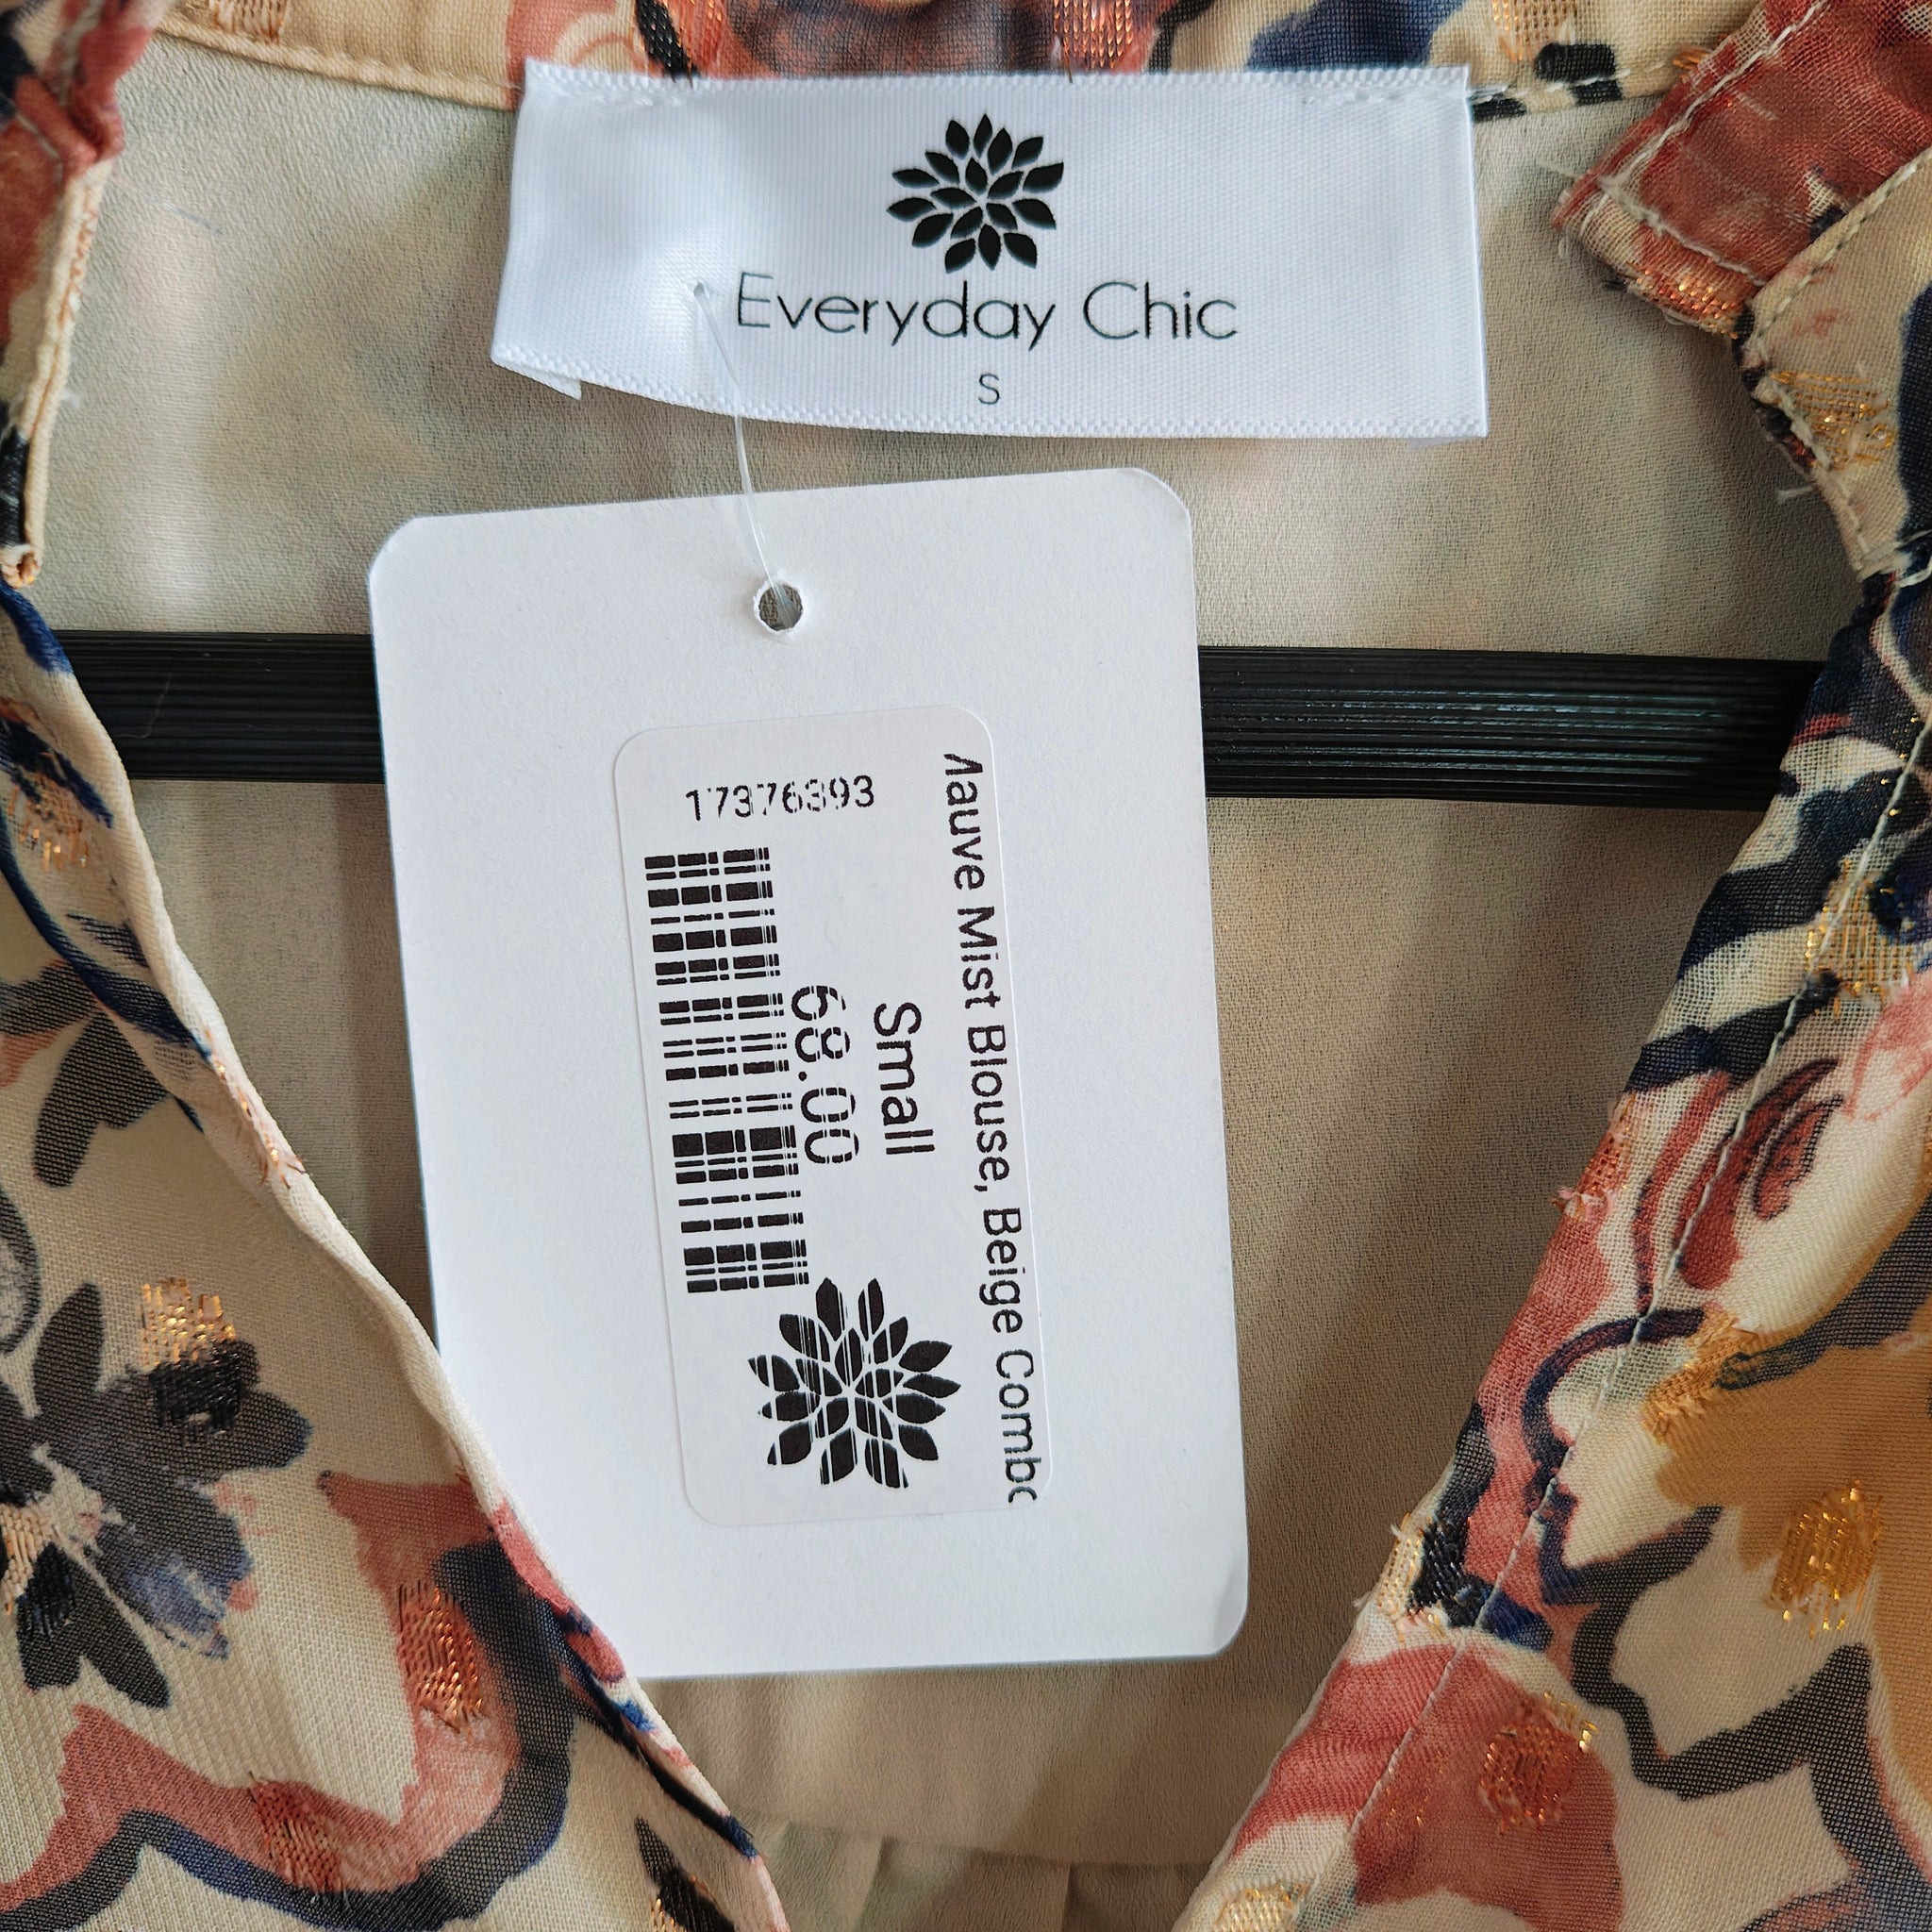 Everyday Chic
S
17376393
Mauve Mist Blouse, Beige Combo
Small
68.00